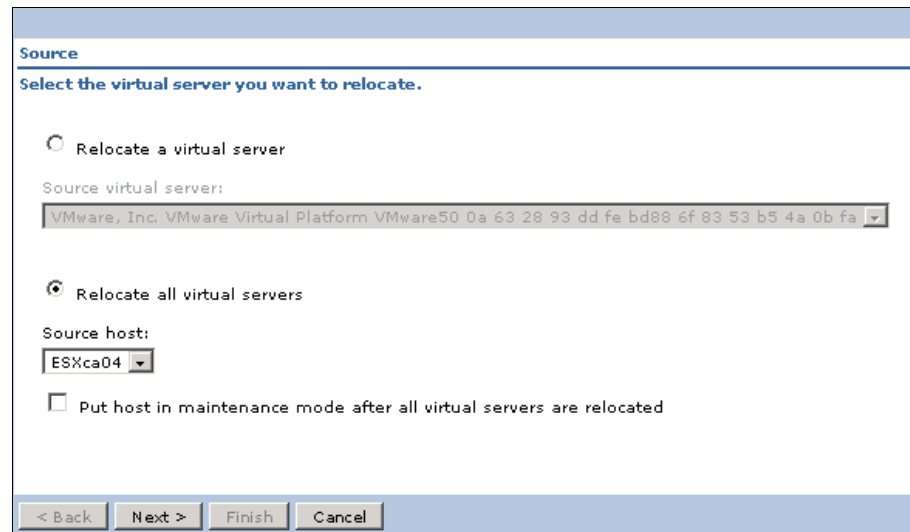 Source
Select the virtual server you want to relocate.
Relocate a virtual server
Source virtual server:
VMware, Inc. VMware Virtual Platform VMware50 0a 63 28 93 dd fe bd88 6f 83 53 b5 4a 0b fa
Relocate all virtual servers
Source host:
ESXca04
Put host in maintenance mode after all virtual servers are relocated
< Back Next > Finish Cancel